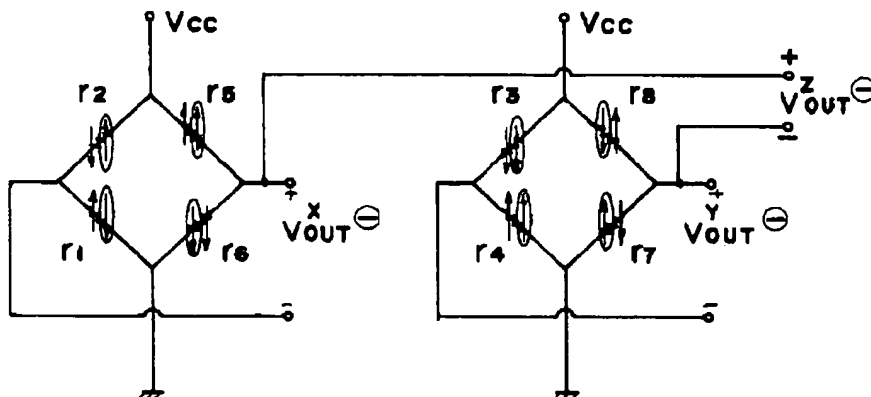 Vcc
r2
r5
r1
r6
+
X
VOUT ⊖
-
Vcc
r3
r8
r4
r7
+
Y
VOUT ⊖
-
+
Z
VOUT ⊖
-